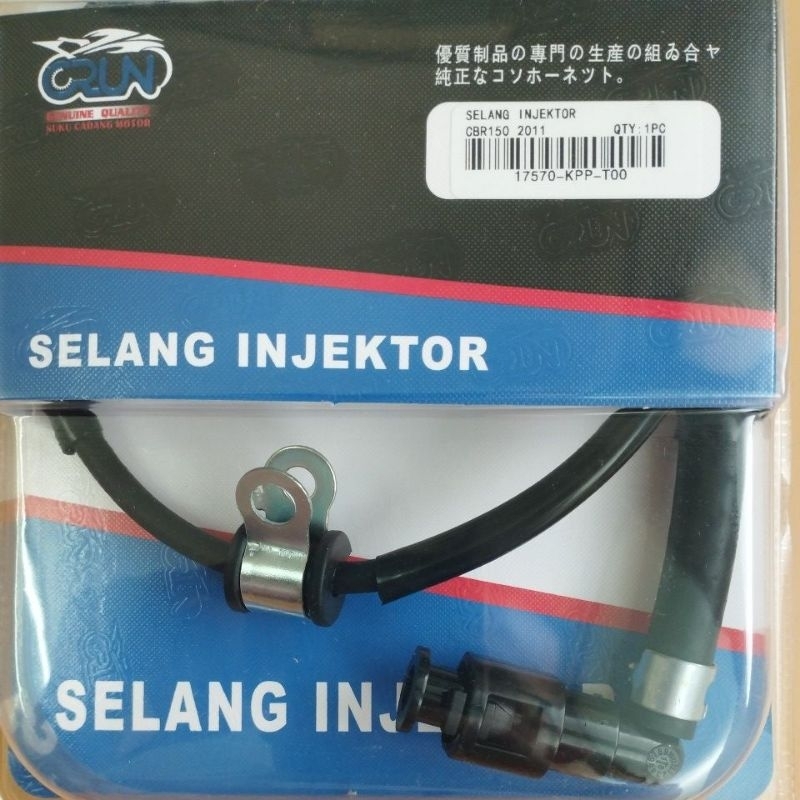 CRUN
GENUINE QUALITY
SUKU CADANG MOTOR
優質制品の専門の生産の組ゐ合ヤ
純正なコソホーネツト。
SELANG INJEKTOR
CBR150 2011 QTY:1PC
17570-KPP-T00
SELANG INJEKTOR
SELANG INJ